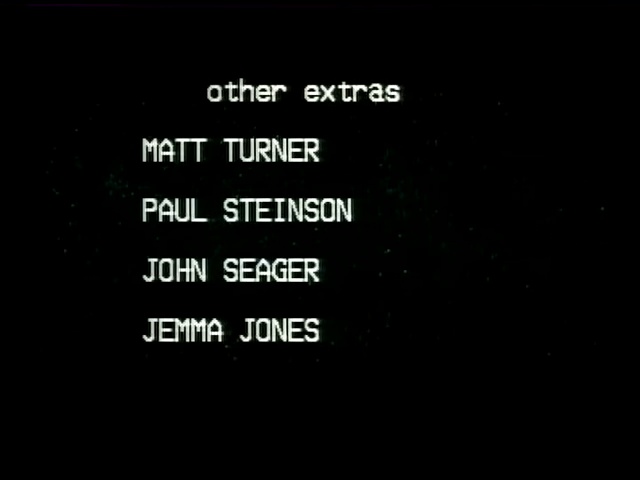 other extras
MATT TURNER
PAUL STEINSON
JOHN SEAGER
JEMMA JONES